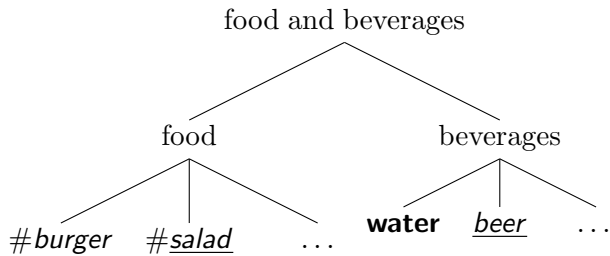 food and beverages
food beverages
#burger #salad ... water beer ...